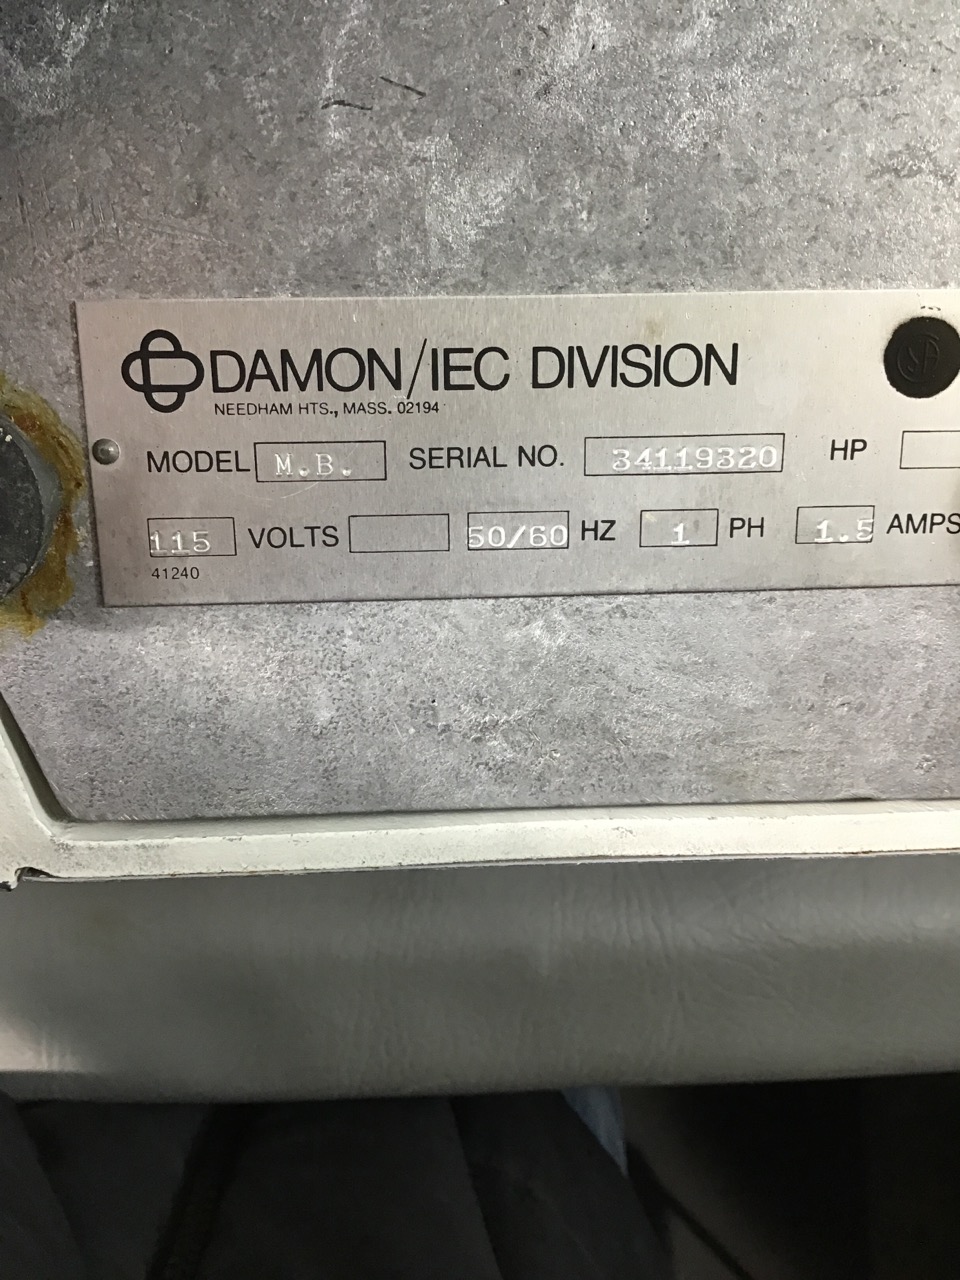 DAMON/IEC DIVISION
NEEDHAM HTS., MASS. 02194
MODEL M.B. SERIAL NO. 34119320 HP
115 VOLTS 50/60 HZ 1 PH 1.5 AMPS
41240